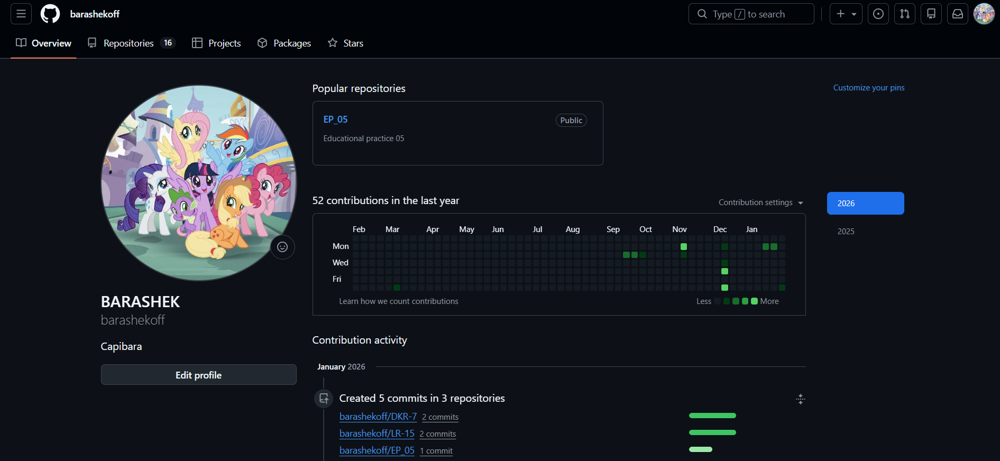 barashekoff
Type / to search
Overview
Repositories 16
Projects
Packages
Stars
BARASHEK
barashekoff
Capibara
Edit profile
Popular repositories
Customize your pins
EP_05
Public
Educational practice 05
52 contributions in the last year
Contribution settings
2026
2025
Feb Mar Apr May Jun Jul Aug Sep Oct Nov Dec Jan
Mon
Wed
Fri
Learn how we count contributions
Less More
Contribution activity
January 2026
Created 5 commits in 3 repositories
barashekoff/DKR-7 2 commits
barashekoff/LR-15 2 commits
barashekoff/EP_05 1 commit